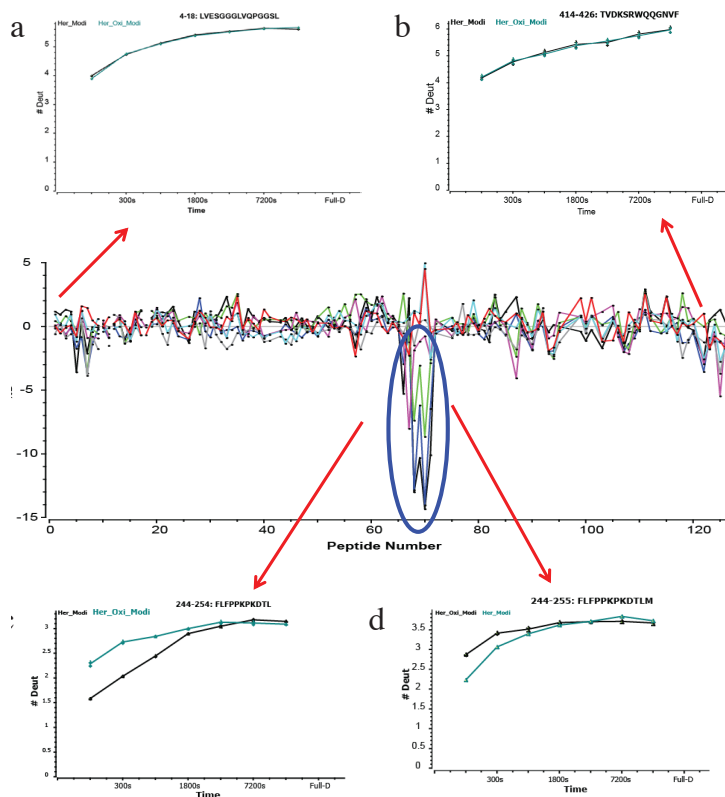 a
4-18: LVESGGGLVQPGGSL
Her_Modi Her_Oxi_Modi
# Deut
5
4
3
2
1
0
300s 1800s 7200s Full-D
Time
b
414-426: TVDKSRWQQGNVF
Her_Modi Her_Oxi_Modi
# Deut
6
5
4
3
2
1
0
300s 1800s 7200s Full-D
Time
5
0
-5
-10
-15
0 20 40 60 80 100 120
Peptide Number
244-254: FLFPPKPKDTL
Her_Modi Her_Oxi_Modi
# Deut
3
2.5
2
1.5
1
0.5
0
300s 1800s 7200s Full-D
Time
d
244-255: FLFPPKPKDTLM
Her_Oxi_Modi Her_Modi
# Deut
3.5
3
2.5
2
1.5
1
0.5
0
300s 1800s 7200s Full-D
Time